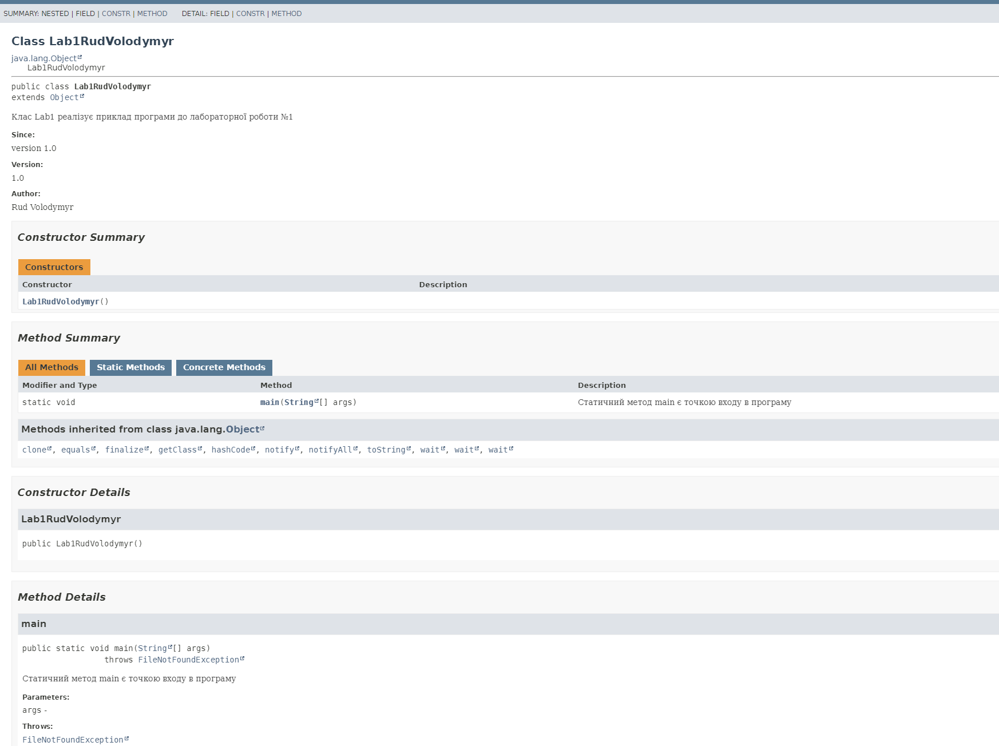 SUMMARY: NESTED | FIELD | CONSTR | METHOD DETAIL: FIELD | CONSTR | METHOD
Class Lab1RudVolodymyr
java.lang.Object
Lab1RudVolodymyr
public class Lab1RudVolodymyr
extends Object
Клас Lab1 реалізує приклад програми до лабораторної роботи №1
Since:
version 1.0
Version:
1.0
Author:
Rud Volodymyr
Constructor Summary
Constructors
Constructor Description
Lab1RudVolodymyr()
Method Summary
All Methods Static Methods Concrete Methods
Modifier and Type Method Description
static void main(String[] args) Статичний метод main є точкою входу в програму
Methods inherited from class java.lang.Object
clone, equals, finalize, getClass, hashCode, notify, notifyAll, toString, wait, wait, wait
Constructor Details
Lab1RudVolodymyr
public Lab1RudVolodymyr()
Method Details
main
public static void main(String[] args)
throws FileNotFoundException
Статичний метод main є точкою входу в програму
Parameters:
args -
Throws:
FileNotFoundException